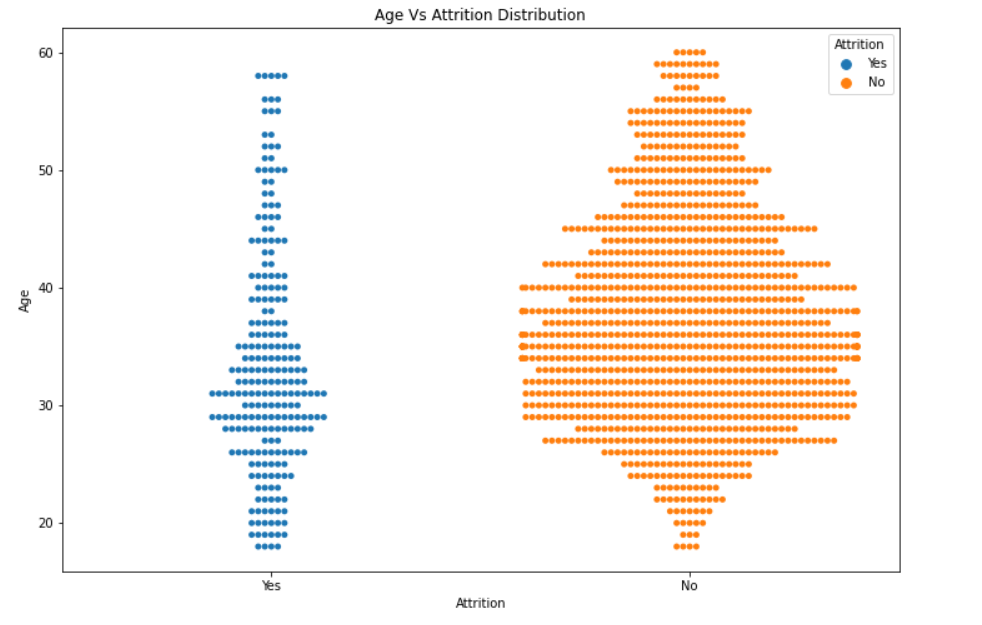 Age Vs Attrition Distribution
Attrition
Yes
No
60
50
40
30
20
Age
Yes
No
Attrition